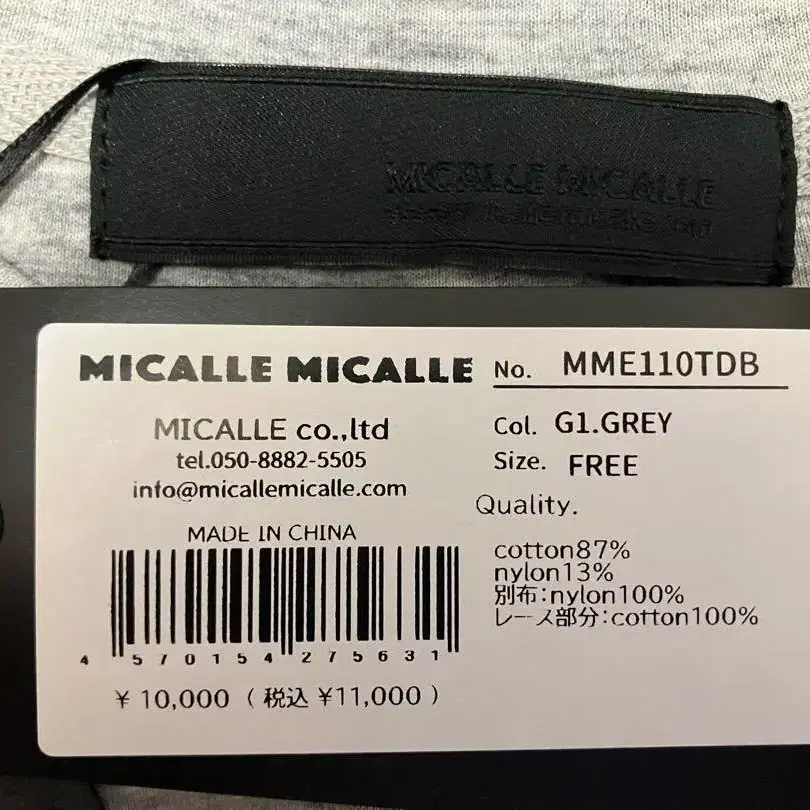 MICALLE MICALLE
MICALLE MICALLE
No. MME110TDB
MICALLE co.,ltd
tel.050-8882-5505
info@micallemicalle.com
Col. G1.GREY
Size. FREE
Quality.
cotton87%
nylon13%
別布:nylon100%
レース部分:cotton100%
MADE IN CHINA
4 570154 275631
¥ 10,000 ( 税込 ¥11,000 )